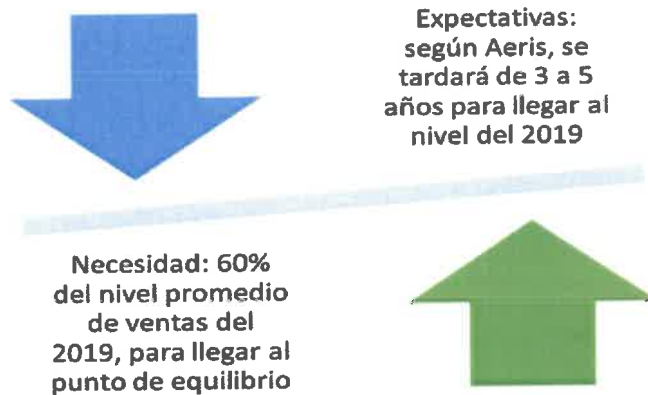 Expectativas:
según Aeris, se
tardará de 3 a 5
años para llegar al
nivel del 2019
Necesidad: 60%
del nivel promedio
de ventas del
2019, para llegar al
punto de equilibrio